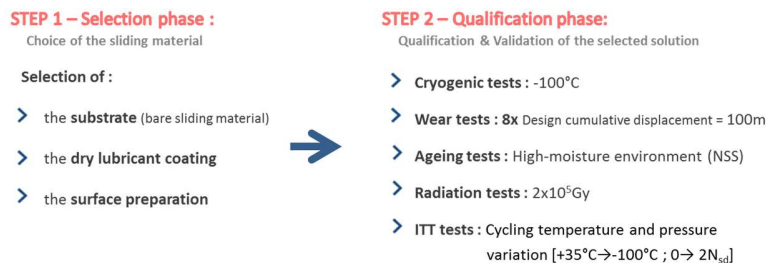 STEP 1 – Selection phase :
Choice of the sliding material
Selection of :
the substrate (bare sliding material)
the dry lubricant coating
the surface preparation
STEP 2 – Qualification phase:
Qualification & Validation of the selected solution
Cryogenic tests : -100°C
Wear tests : 8x Design cumulative displacement = 100m
Ageing tests : High-moisture environment (NSS)
Radiation tests : 2x10⁵Gy
ITT tests : Cycling temperature and pressure
variation [+35°C→-100°C ; 0→ 2Nsd]